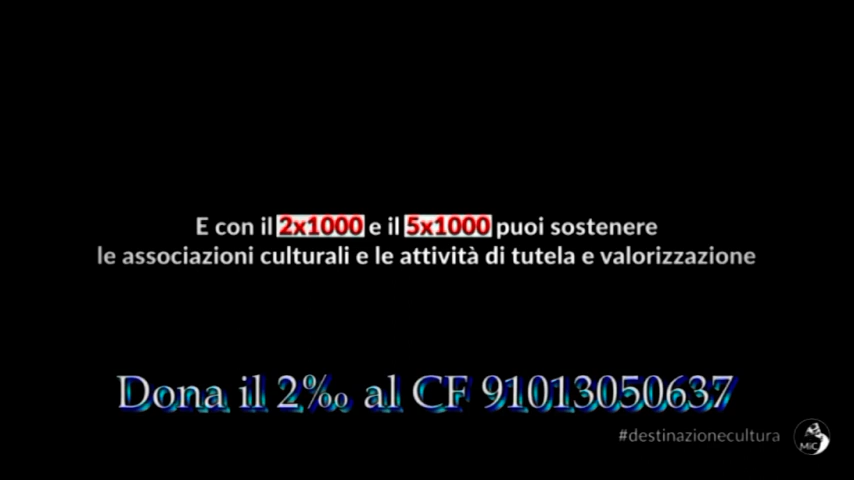 E con il 2x1000 e il 5x1000 puoi sostenere
le associazioni culturali e le attività di tutela e valorizzazione
Dona il 2‰ al CF 91013050637
#destinazionecultura
MiC